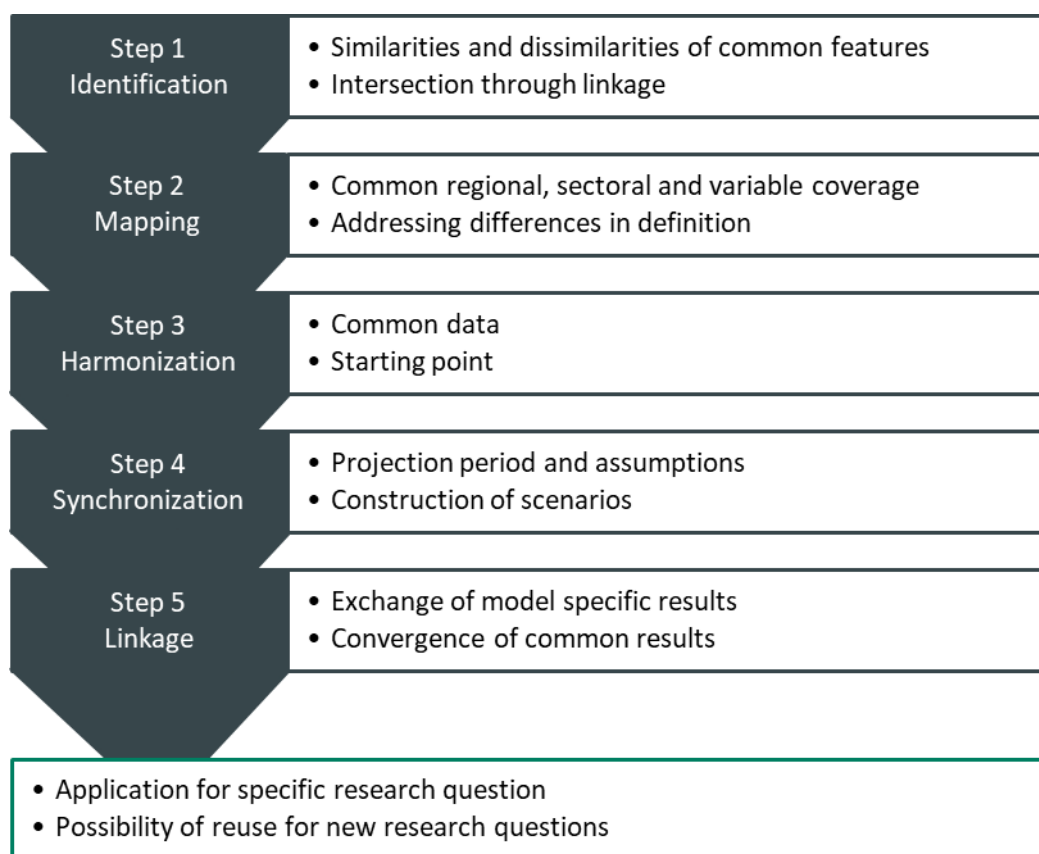 Step 1
Identification
• Similarities and dissimilarities of common features
• Intersection through linkage
Step 2
Mapping
• Common regional, sectoral and variable coverage
• Addressing differences in definition
Step 3
Harmonization
• Common data
• Starting point
Step 4
Synchronization
• Projection period and assumptions
• Construction of scenarios
Step 5
Linkage
• Exchange of model specific results
• Convergence of common results
• Application for specific research question
• Possibility of reuse for new research questions